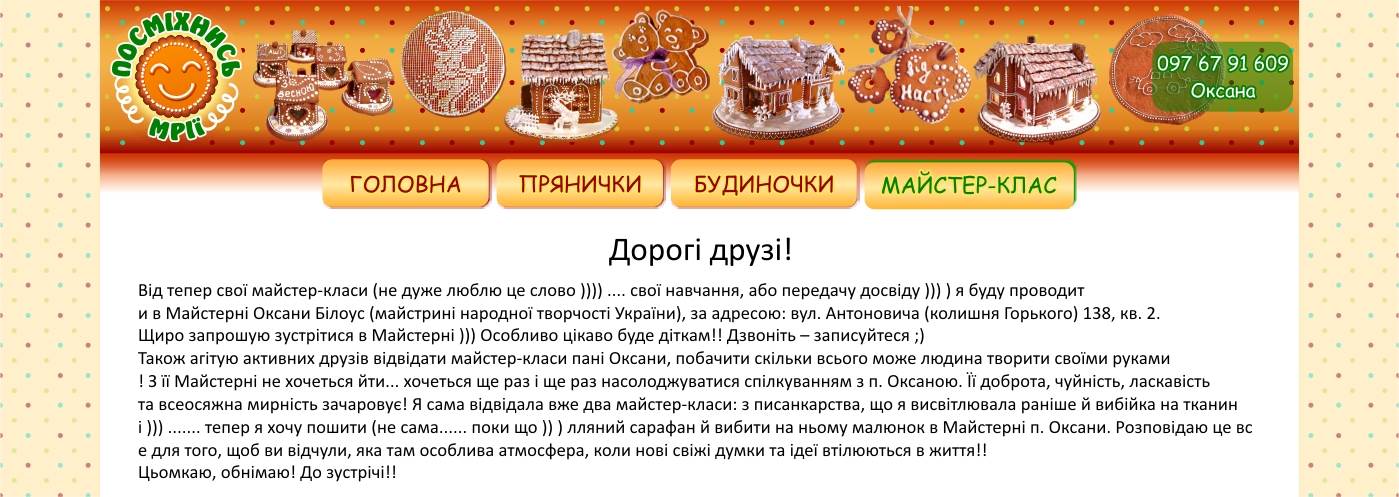 ПОСМІХНИСЬ
МРІЇ
За
весною
Гу
Насті
097 67 91 609
Оксана
ГОЛОВНА
ПРЯНИЧКИ
БУДИНОЧКИ
МАЙСТЕР-КЛАС
Дорогі друзі!
Від тепер свої майстер-класи (не дуже люблю це слово )))) .... свої навчання, або передачу досвіду ))) ) я буду проводит
и в Майстерні Оксани Білоус (майстрині народної творчості України), за адресою: вул. Антоновича (колишня Горького) 138, кв. 2.
Щиро запрошую зустрітися в Майстерні ))) Особливо цікаво буде діткам!! Дзвоніть – записуйтеся ;)
Також агітую активних друзів відвідати майстер-класи пані Оксани, побачити скільки всього може людина творити своїми руками
! З її Майстерні не хочеться йти... хочеться ще раз і ще раз насолоджуватися спілкуванням з п. Оксаною. Її доброта, чуйність, ласкавість
та всеосяжна мирність зачаровує! Я сама відвідала вже два майстер-класи: з писанкарства, що я висвітлювала раніше й вибійка на тканин
і ))) ....... тепер я хочу пошити (не сама...... поки що )) ) лляний сарафан й вибити на ньому малюнок в Майстерні п. Оксани. Розповідаю це вс
е для того, щоб ви відчули, яка там особлива атмосфера, коли нові свіжі думки та ідеї втілюються в життя!!
Цьомкаю, обнімаю! До зустрічі!!